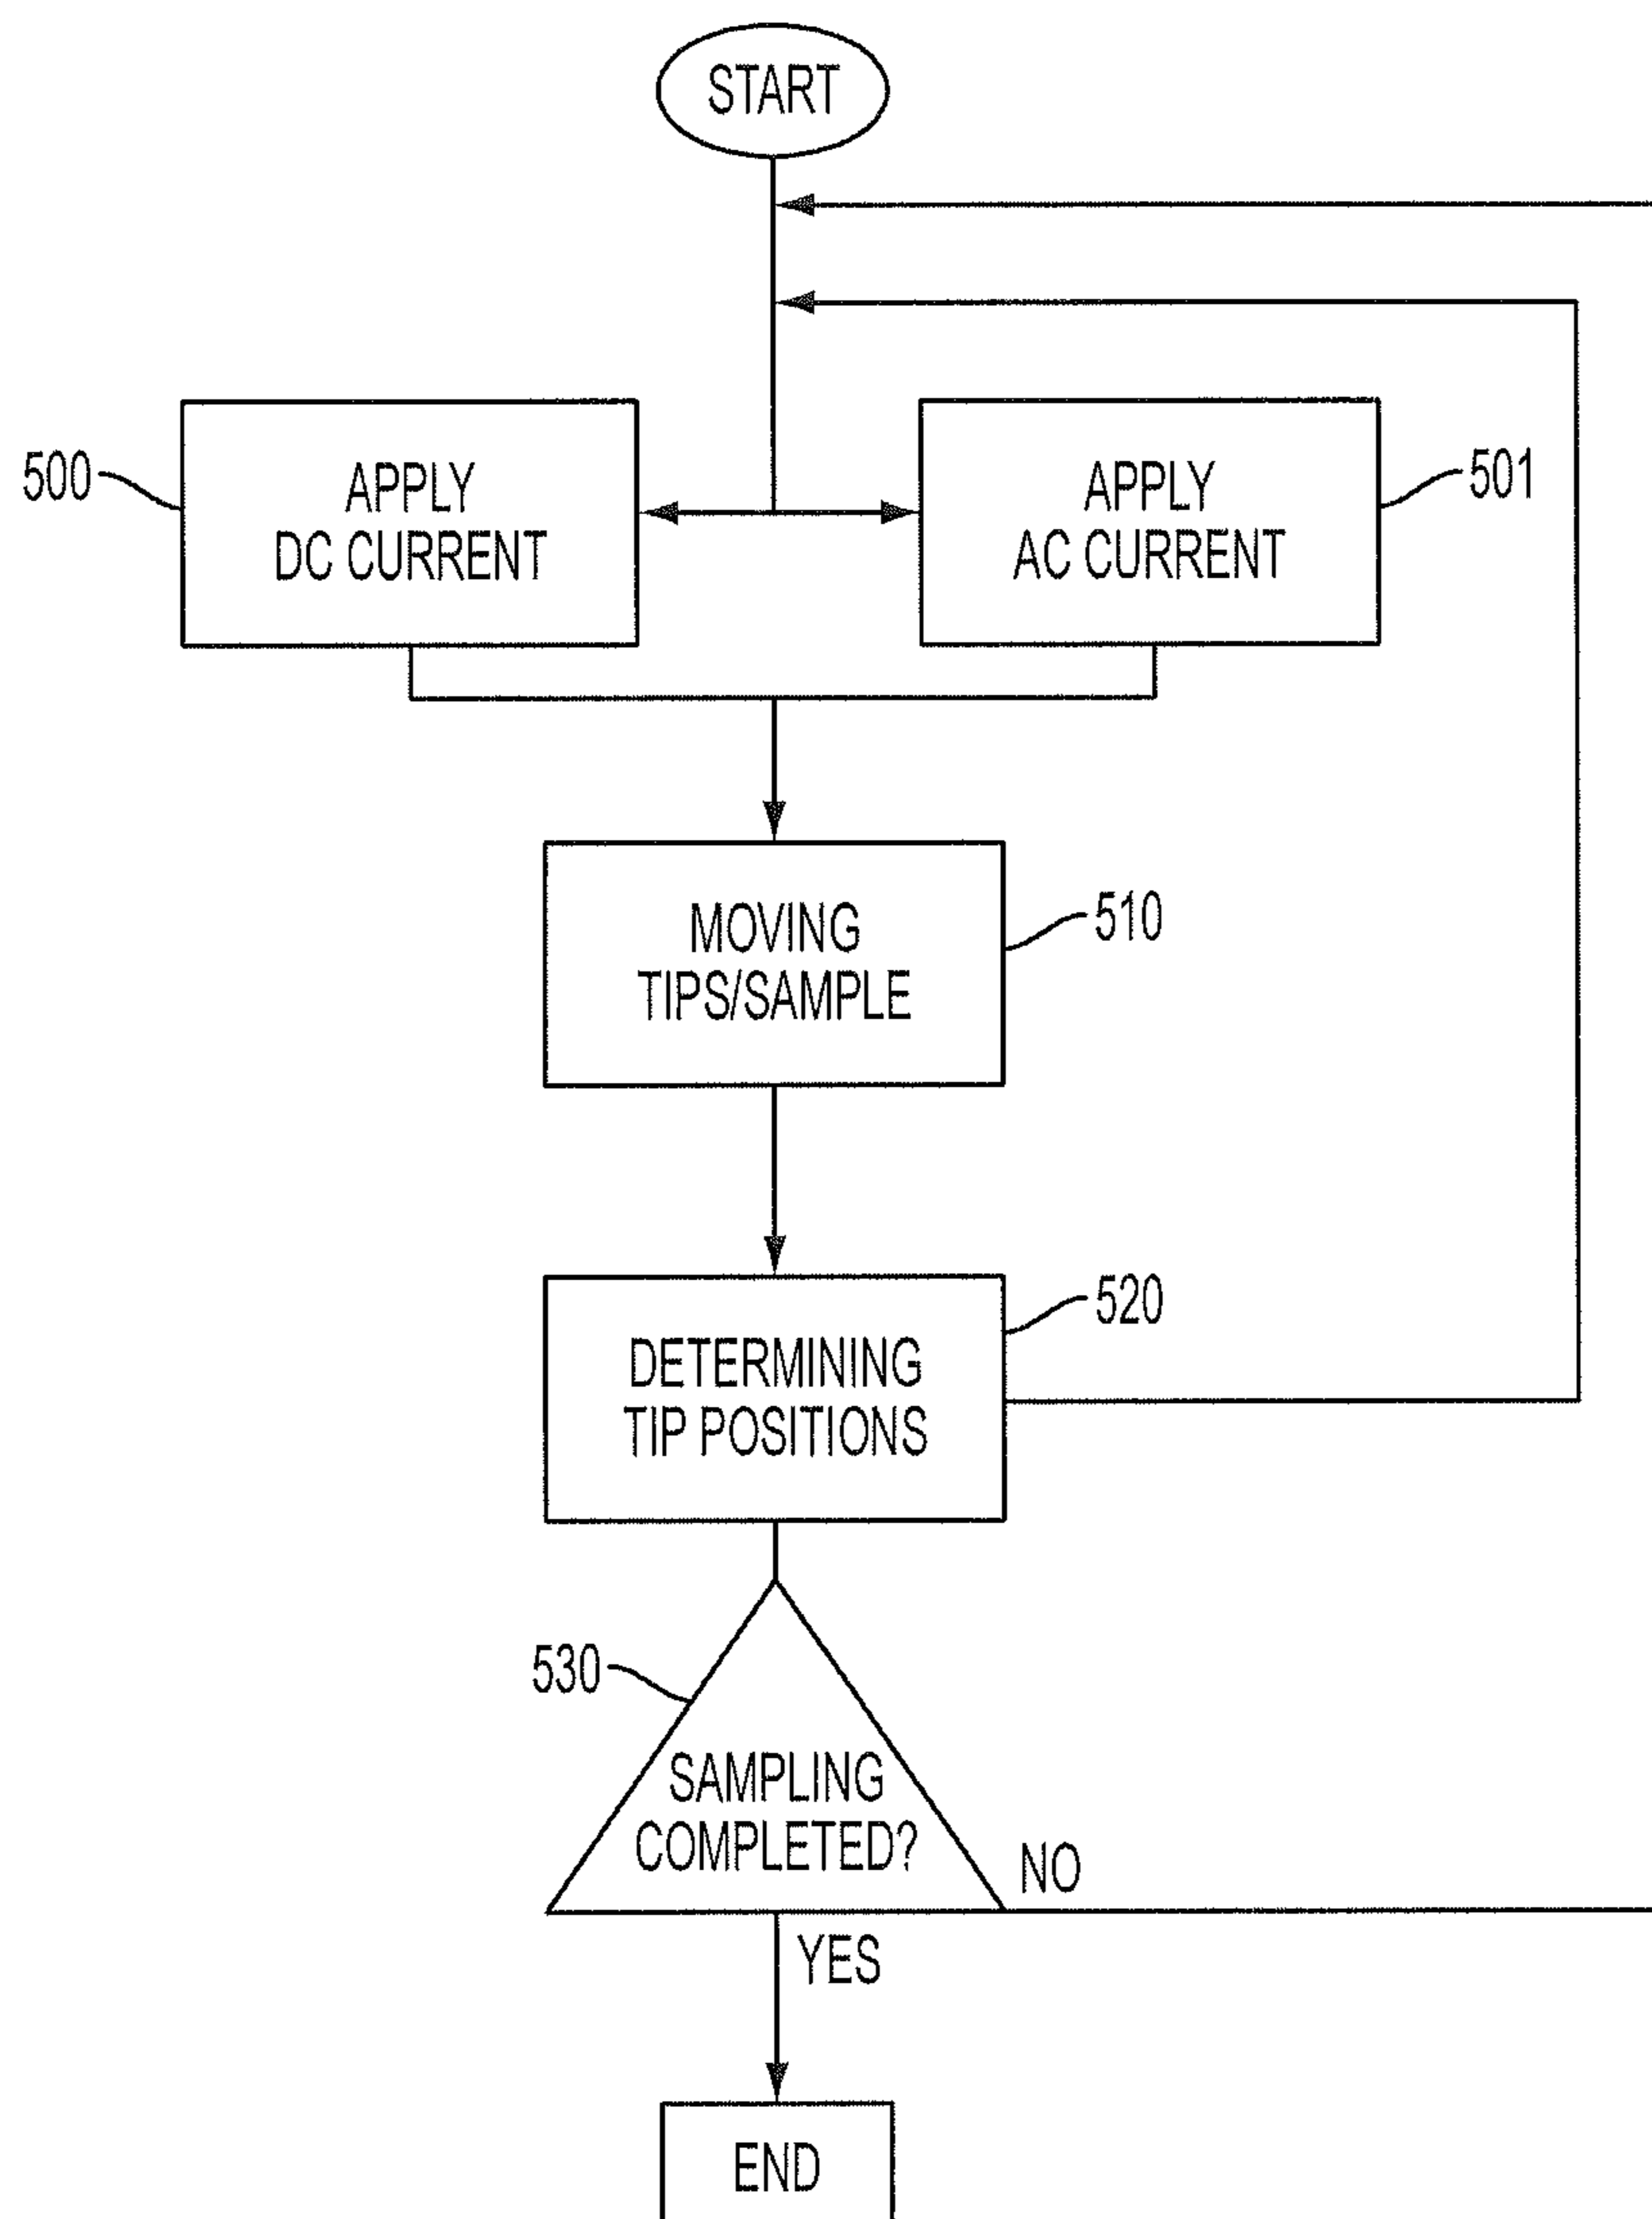 START
500
APPLY
DC CURRENT
APPLY
AC CURRENT
501
MOVING
TIPS/SAMPLE
510
DETERMINING
TIP POSITIONS
520
530
SAMPLING
COMPLETED?
NO
YES
END